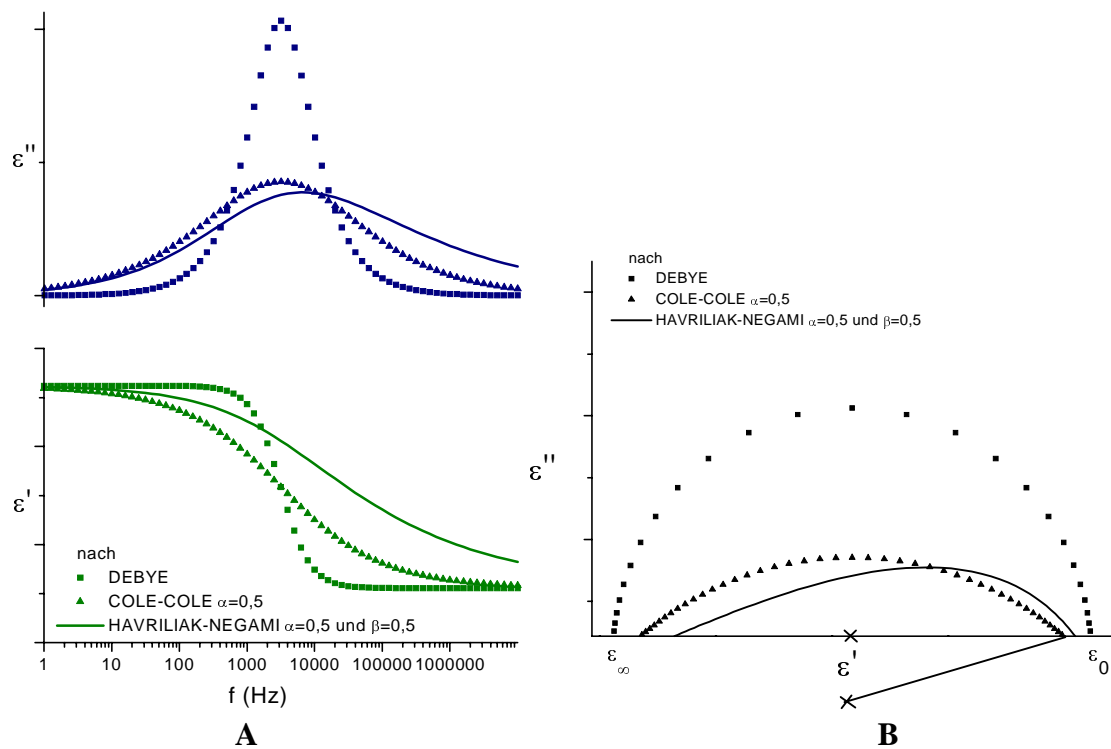 ε''
ε'
nach
DEBYE
COLE-COLE α=0,5
HAVRILIAK-NEGAMI α=0,5 und β=0,5
1 10 100 1000 10000 100000 1000000
f (Hz)
A
nach
DEBYE
COLE-COLE α=0,5
HAVRILIAK-NEGAMI α=0,5 und β=0,5
ε''
ε∞ ε' ε0
B